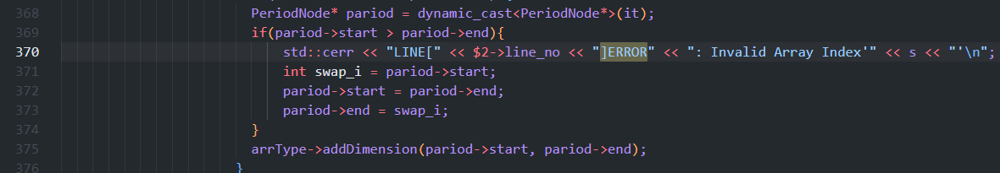 368 PeriodNode* pariod = dynamic_cast<PeriodNode*>(it);
369 if(pariod->start > pariod->end){
370 std::cerr << "LINE[" << $2->line_no << "]ERROR" << ": Invalid Array Index'" << s << "'\n";
371 int swap_i = pariod->start;
372 pariod->start = pariod->end;
373 pariod->end = swap_i;
374 }
375 arrType->addDimension(pariod->start, pariod->end);
376 }